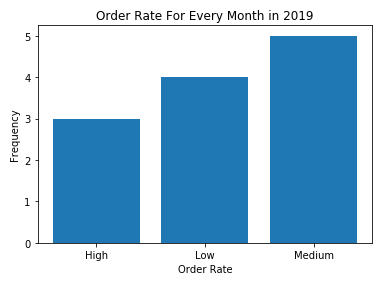 Order Rate For Every Month in 2019
Frequency
5
4
3
2
1
0
High Low Medium
Order Rate